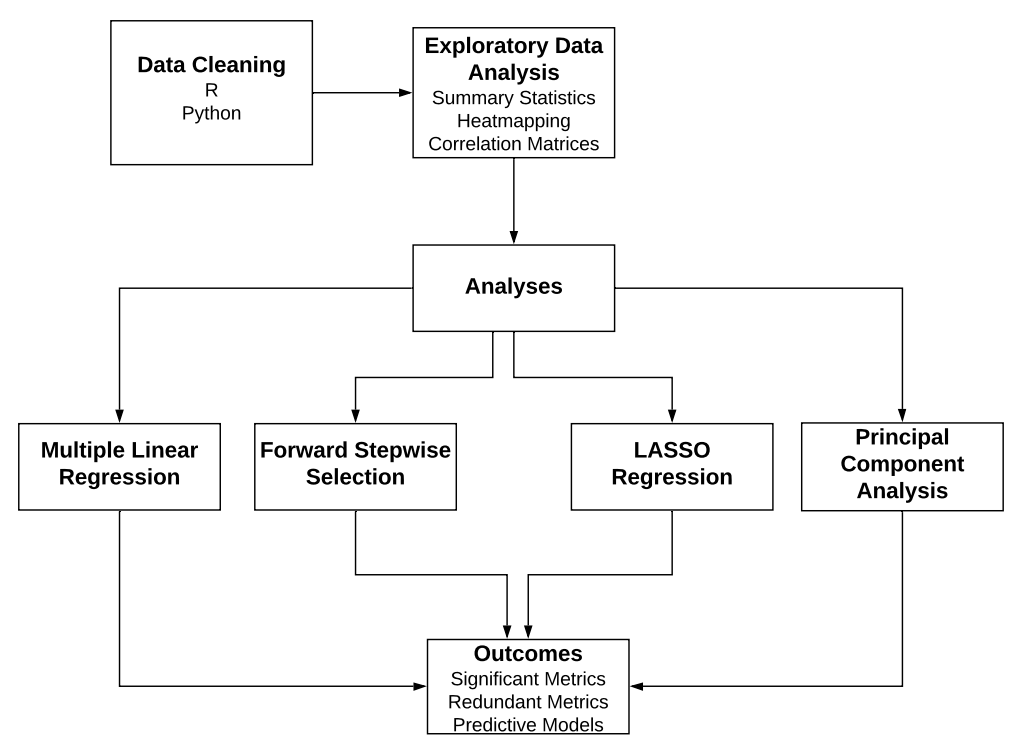 Data Cleaning
R
Python
Exploratory Data
Analysis
Summary Statistics
Heatmapping
Correlation Matrices
Analyses
Multiple Linear
Regression
Forward Stepwise
Selection
LASSO
Regression
Principal
Component
Analysis
Outcomes
Significant Metrics
Redundant Metrics
Predictive Models